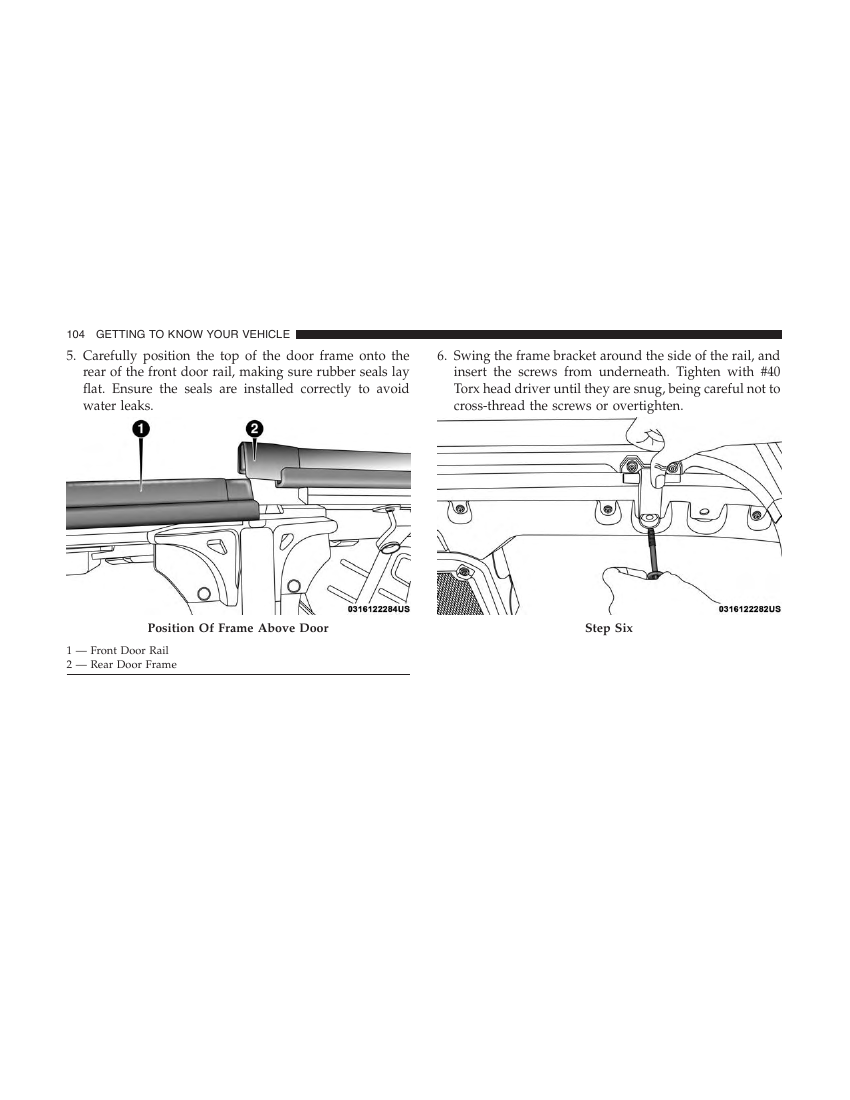 104 GETTING TO KNOW YOUR VEHICLE
5. Carefully position the top of the door frame onto the
rear of the front door rail, making sure rubber seals lay
flat. Ensure the seals are installed correctly to avoid
water leaks.
1
2
0316122284US
Position Of Frame Above Door
1 — Front Door Rail
2 — Rear Door Frame
6. Swing the frame bracket around the side of the rail, and
insert the screws from underneath. Tighten with #40
Torx head driver until they are snug, being careful not to
cross-thread the screws or overtighten.
0316122282US
Step Six